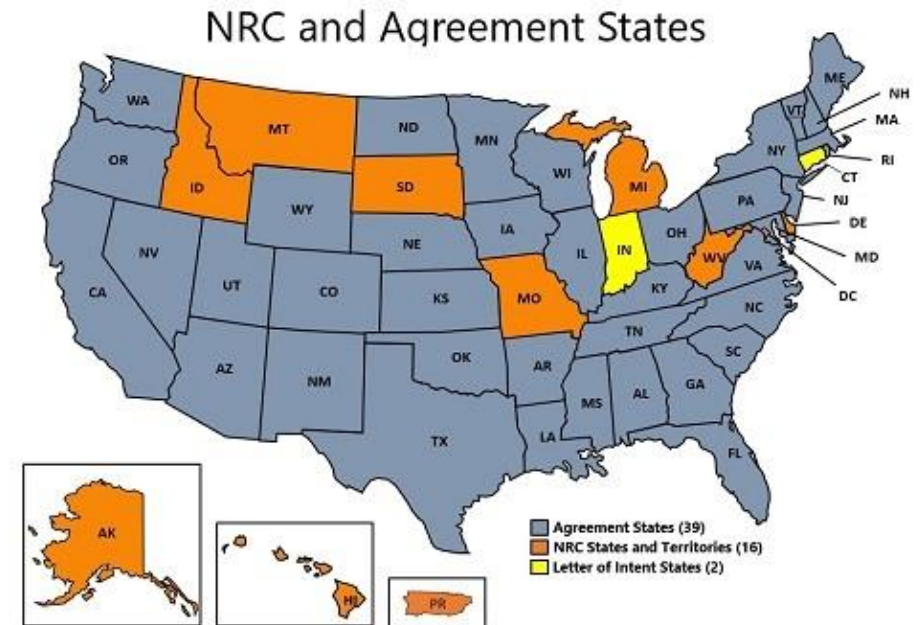 NRC and Agreement States
WA
MT
ND
MN
ME
NH
VT
MA
OR
ID
SD
WI
MI
NY
RI
CT
WY
PA
NJ
IA
DE
NE
NV
IL
IN
OH
WV
MD
VA
DC
UT
CO
CA
KS
MO
KY
NC
TN
SC
OK
AR
AZ
NM
MS
AL
GA
TX
LA
FL
AK
HI
PR
Agreement States (39)
NRC States and Territories (16)
Letter of Intent States (2)